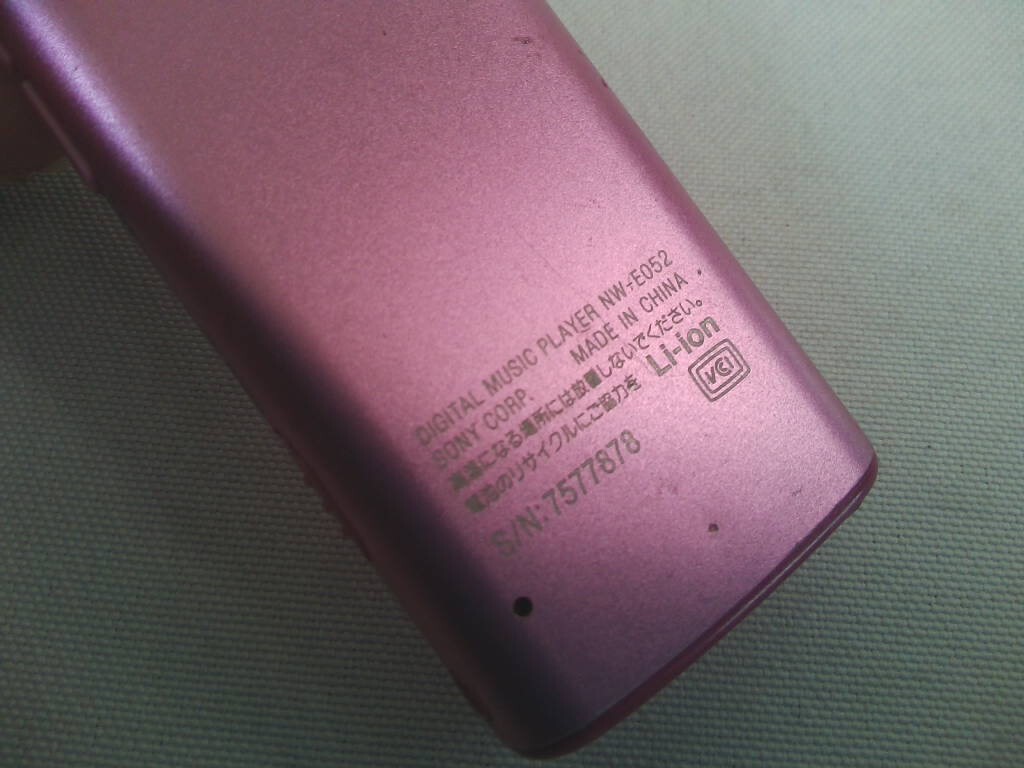 DIGITAL MUSIC PLAYER NW-E052
SONY CORP. MADE IN CHINA
高温になる場所には放置しないでください。
電池のリサイクルにご協力を Li-ion
VCI
S/N:7577878